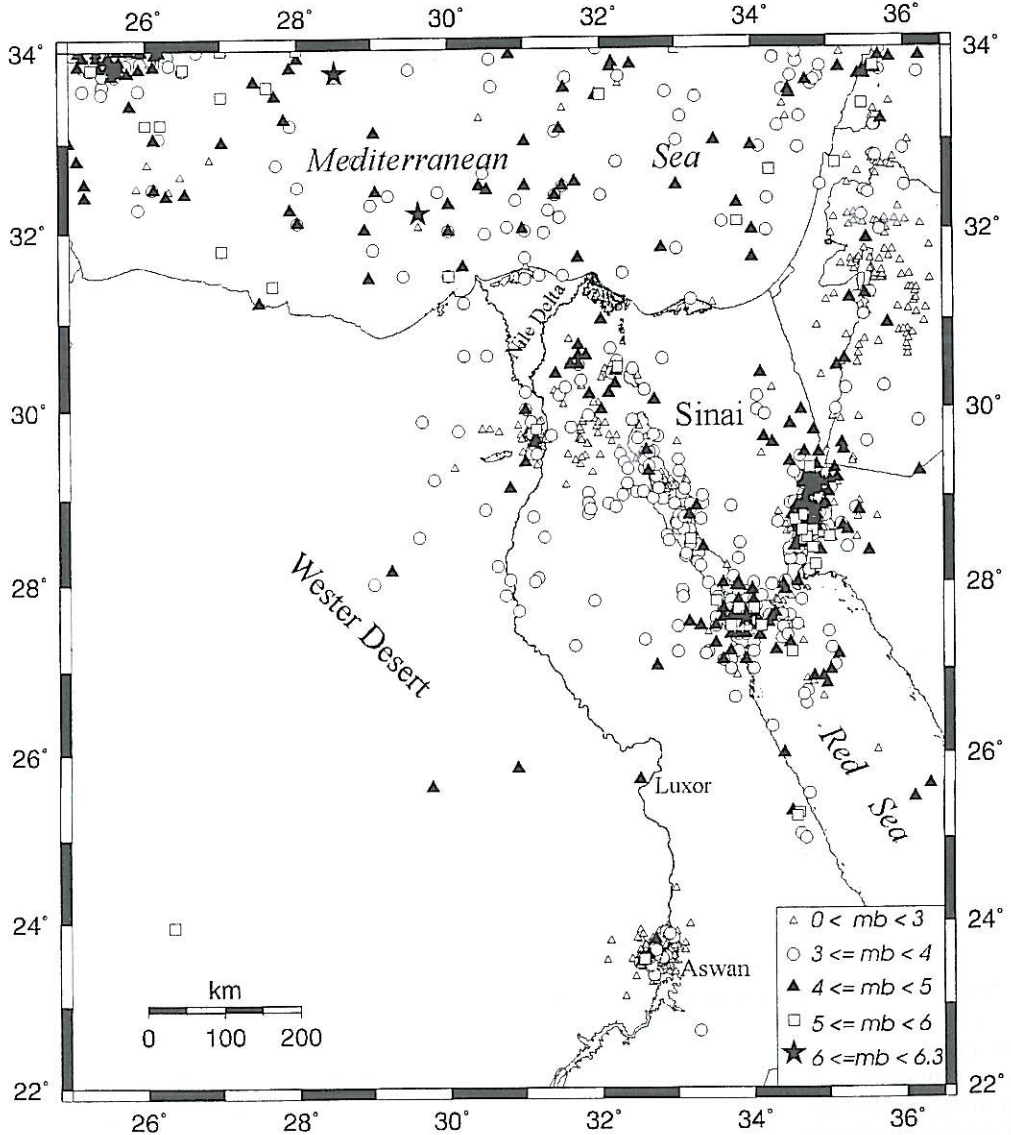 26° 28° 30° 32° 34° 36°
34° 34°
Mediterranean Sea
32° 32°
Nile Delta
30° Sinai 30°
28° 28°
Wester Desert
26° 26°
Red Sea
Luxor
24° 24°
Aswan
km
0 100 200
0 < mb < 3
3 <= mb < 4
4 <= mb < 5
5 <= mb < 6
6 <=mb < 6.3
22° 22°
26° 28° 30° 32° 34° 36°